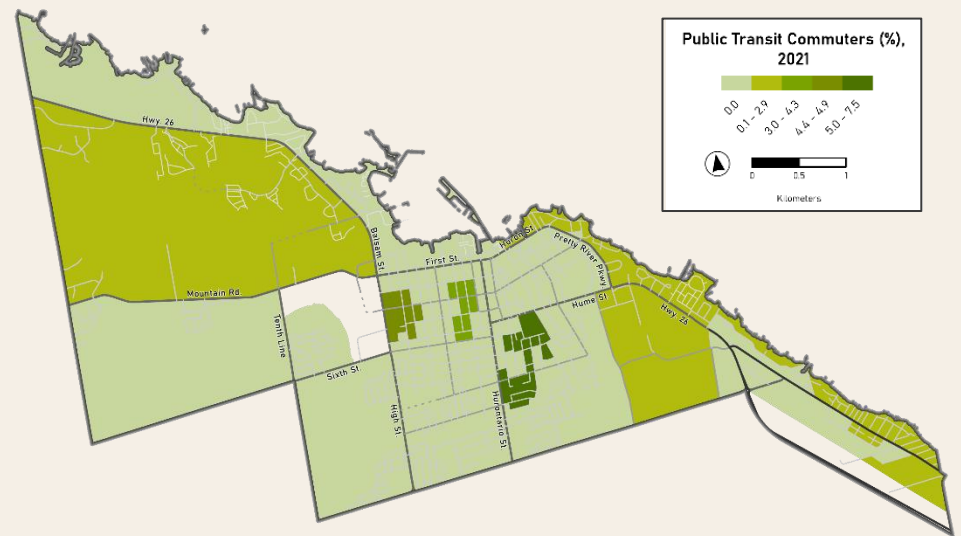 Public Transit Commuters (%),
2021
0.0
0.1 - 2.9
3.0 - 4.3
4.4 - 4.9
5.0 - 7.5
0 0.5 1
Kilometers
Hwy. 26
Balsam St.
Huron St.
First St.
Pretty River Pkwy
Mountain Rd.
Hume St.
Hwy. 26
Tenth Line
Sixth St.
High St.
Hurontario St.